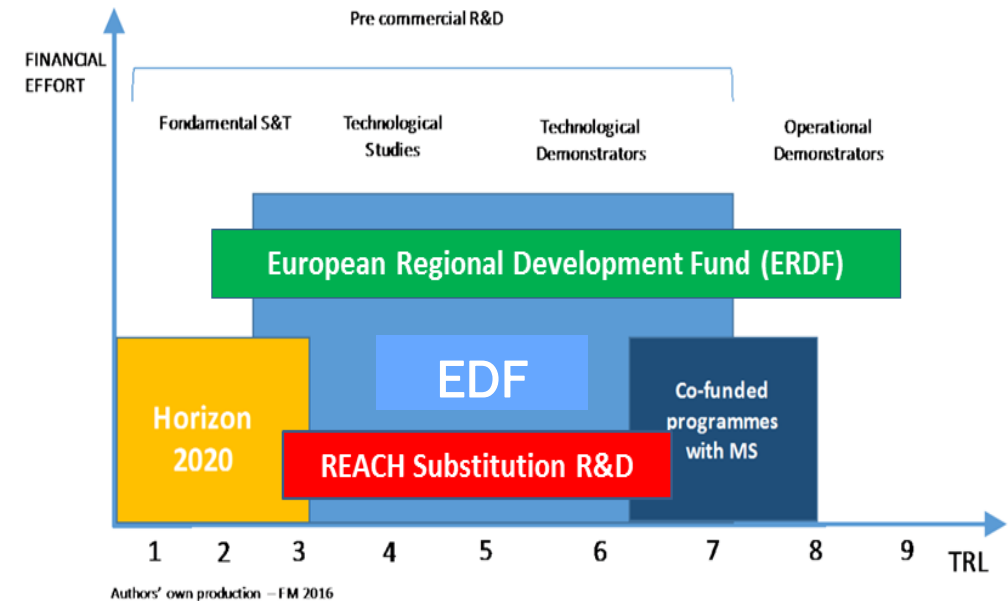 Pre commercial R&D
FINANCIAL
EFFORT
Fondamental S&T
Technological
Studies
Technological
Demonstrators
Operational
Demonstrators
European Regional Development Fund (ERDF)
EDF
Horizon
2020
Co-funded
programmes
with MS
REACH Substitution R&D
1 2 3 4 5 6 7 8 9 TRL
Authors' own production – FM 2016